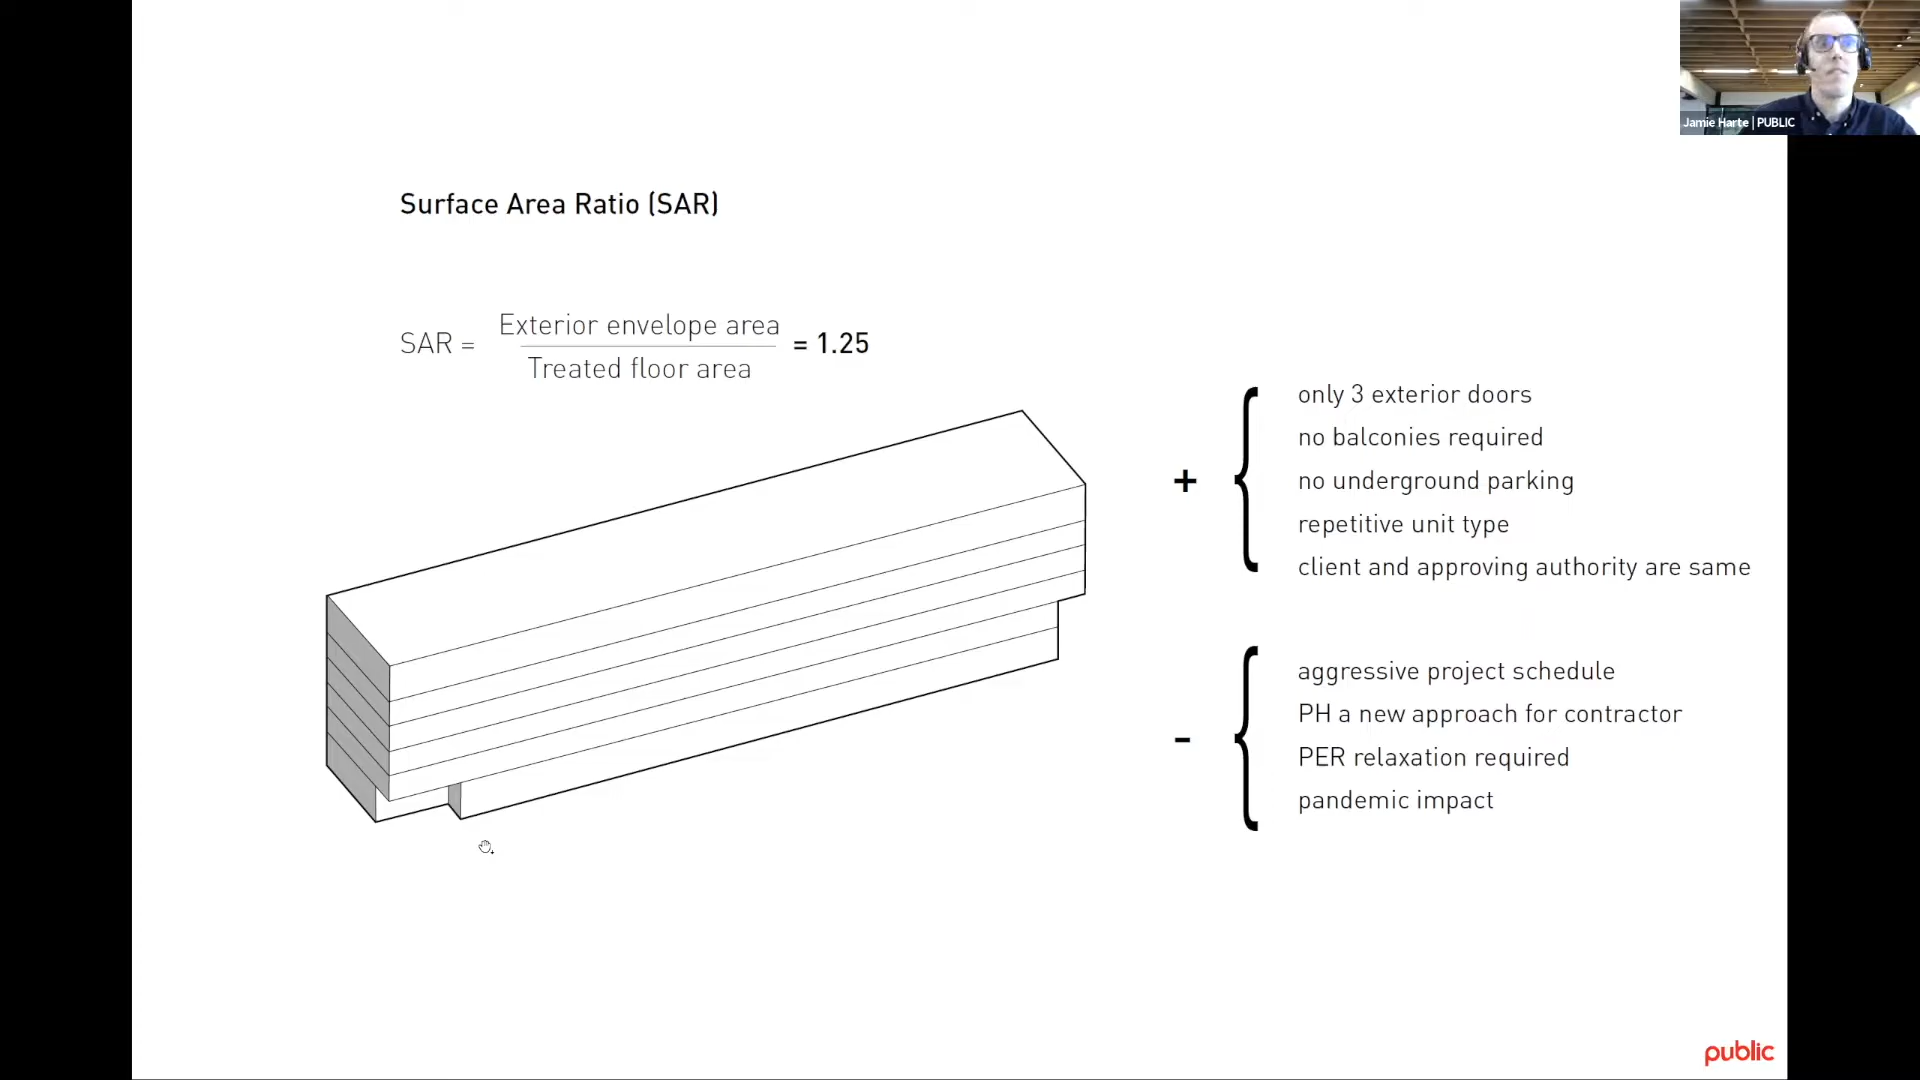 Jamie Harte | PUBLIC
Surface Area Ratio (SAR)
SAR = Exterior envelope area = 1.25
Treated floor area
+
only 3 exterior doors
no balconies required
no underground parking
repetitive unit type
client and approving authority are same
-
aggressive project schedule
PH a new approach for contractor
PER relaxation required
pandemic impact
public